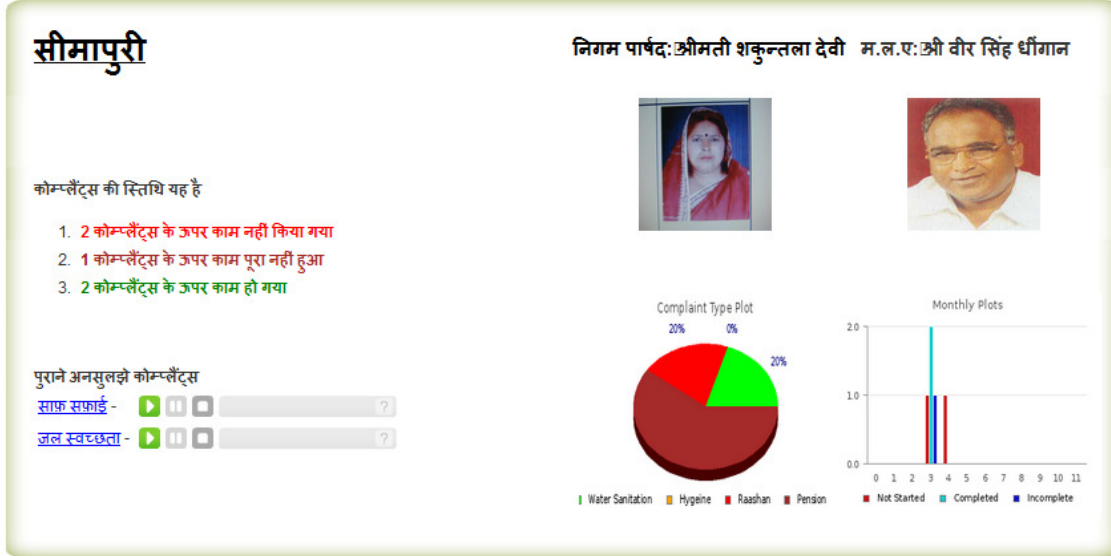 सीमापुरी
निगम पार्षद: श्रीमती शकुन्तला देवी म.ल.ए: श्री वीर सिंह धींगान
कोम्प्लैंट्स की स्तिथि यह है
1. 2 कोम्प्लैंट्स के ऊपर काम नहीं किया गया
2. 1 कोम्प्लैंट्स के ऊपर काम पूरा नहीं हुआ
3. 2 कोम्प्लैंट्स के ऊपर काम हो गया
पुराने अनसुलझे कोम्प्लैंट्स
साफ़ सफ़ाई - ?
जल स्वच्छता - ?
Complaint Type Plot
20% 0%
20%
Water Sanitation Hygeine Raashan Pension
Monthly Plots
2.0
1.0
0.0
0 1 2 3 4 5 6 7 8 9 10 11
Not Started Completed Incomplete